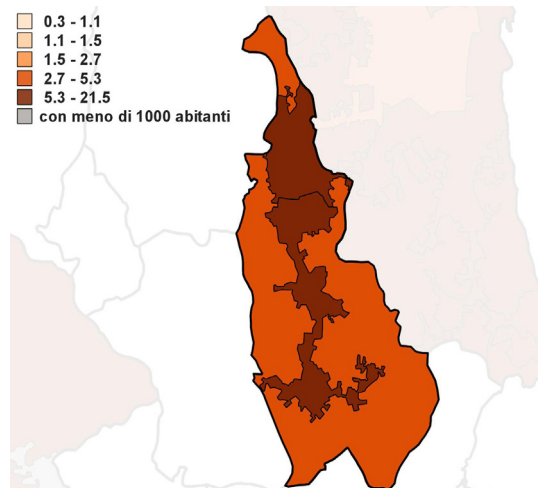 0.3 - 1.1
1.1 - 1.5
1.5 - 2.7
2.7 - 5.3
5.3 - 21.5
con meno di 1000 abitanti